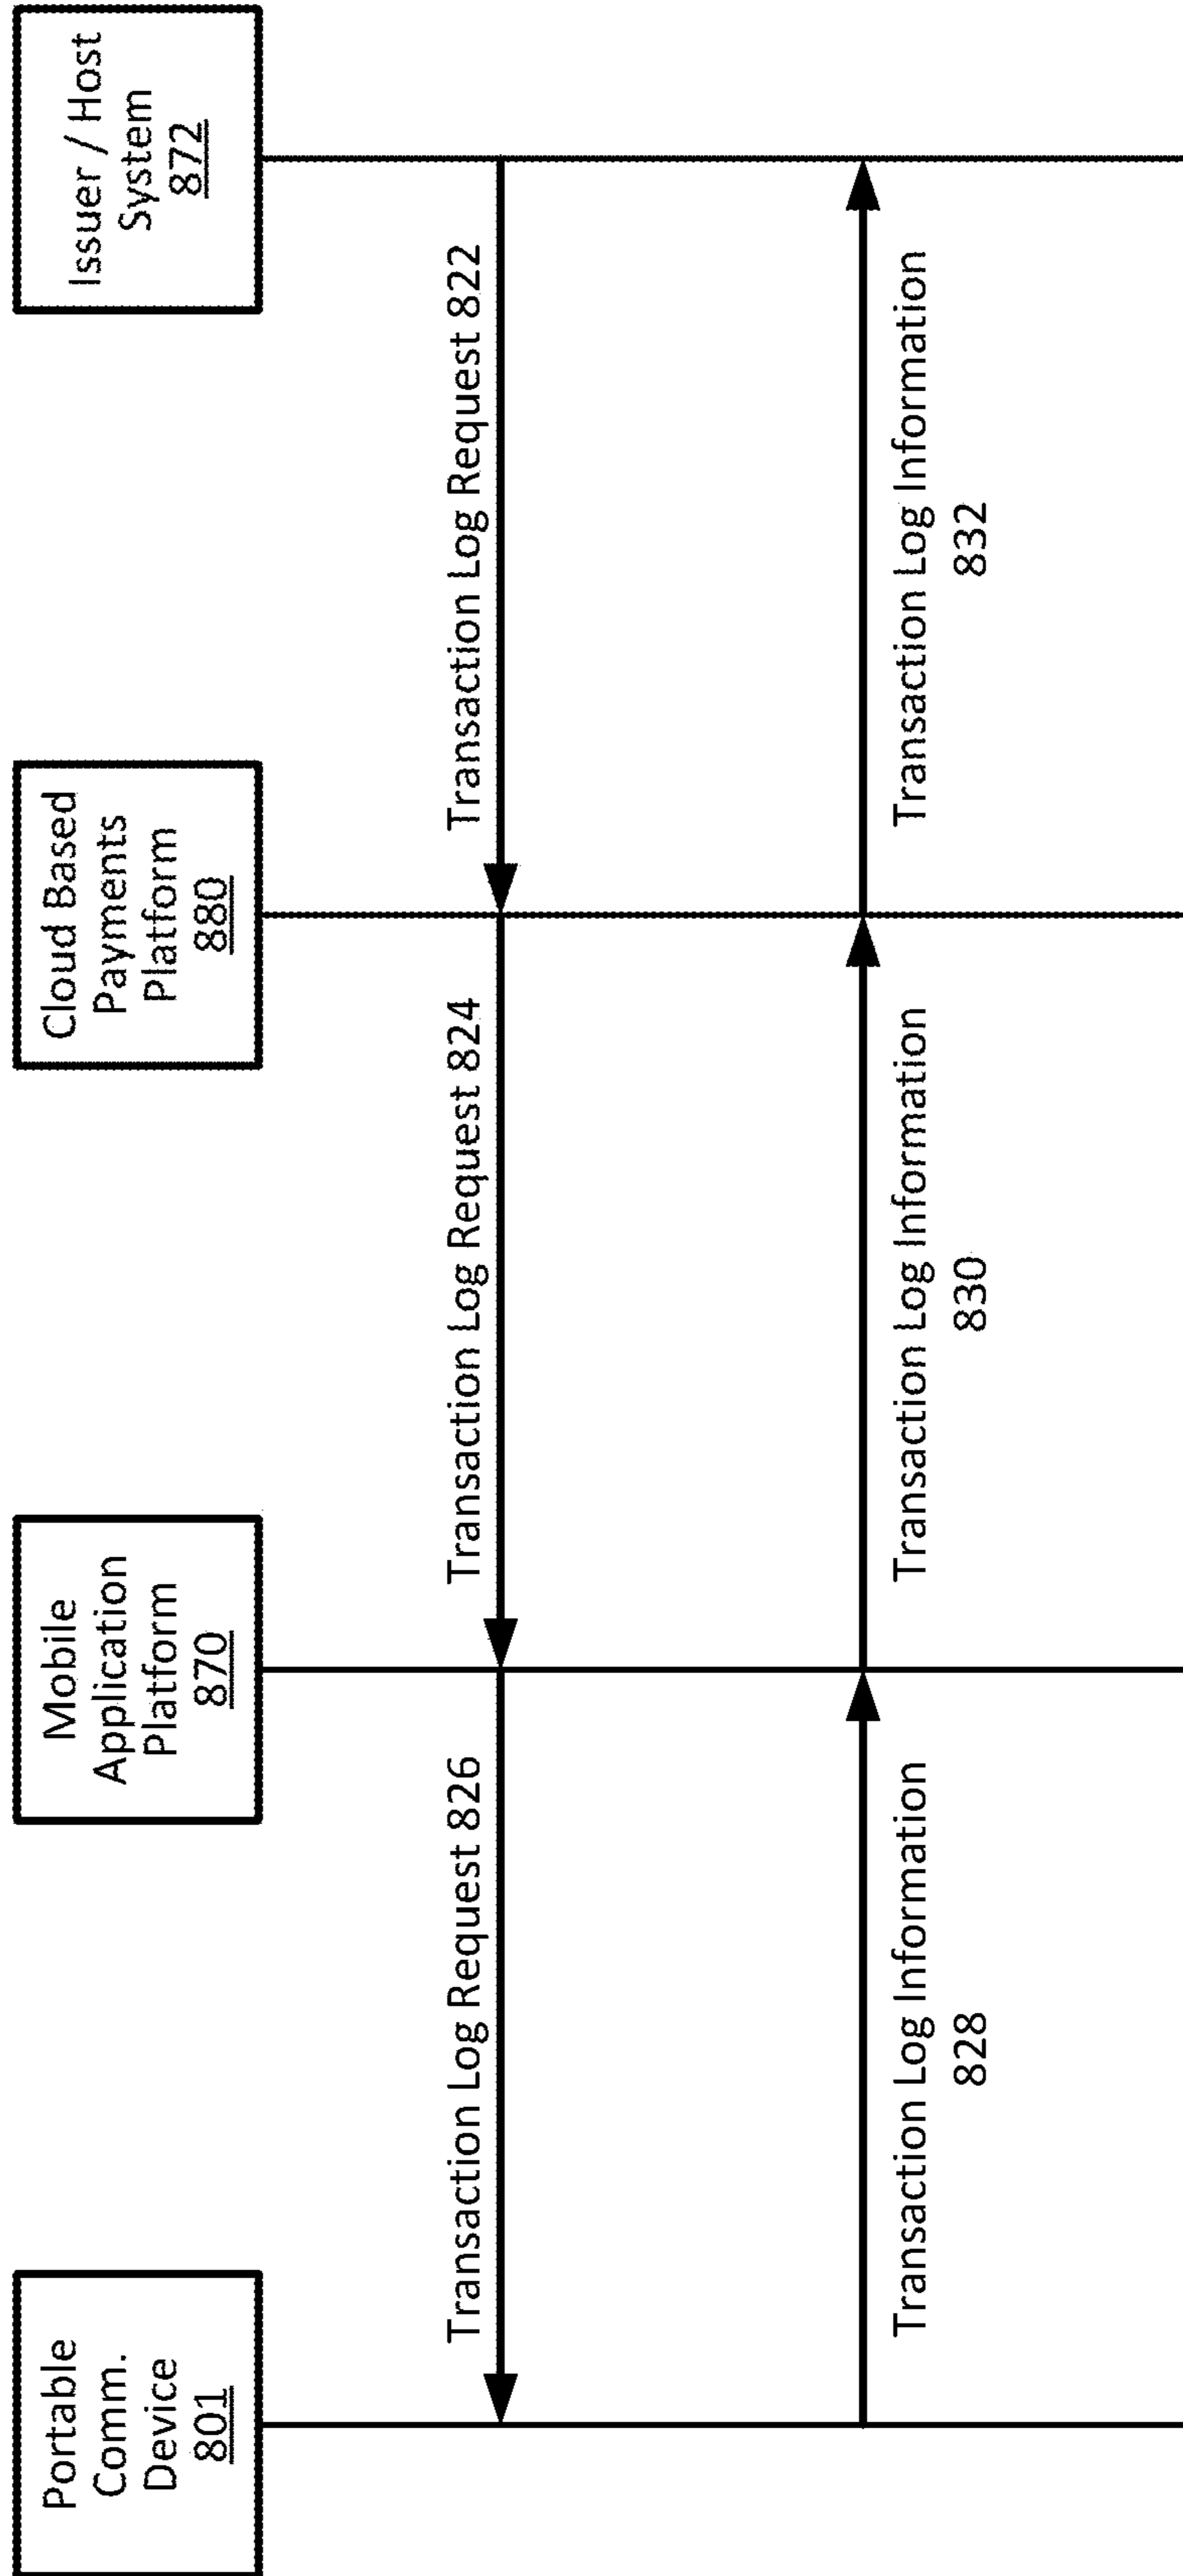 Portable
Comm.
Device
801
Mobile
Application
Platform
870
Cloud Based
Payments
Platform
880
Issuer / Host
System
872
Transaction Log Request 826
Transaction Log Request 824
Transaction Log Request 822
Transaction Log Information
828
Transaction Log Information
830
Transaction Log Information
832